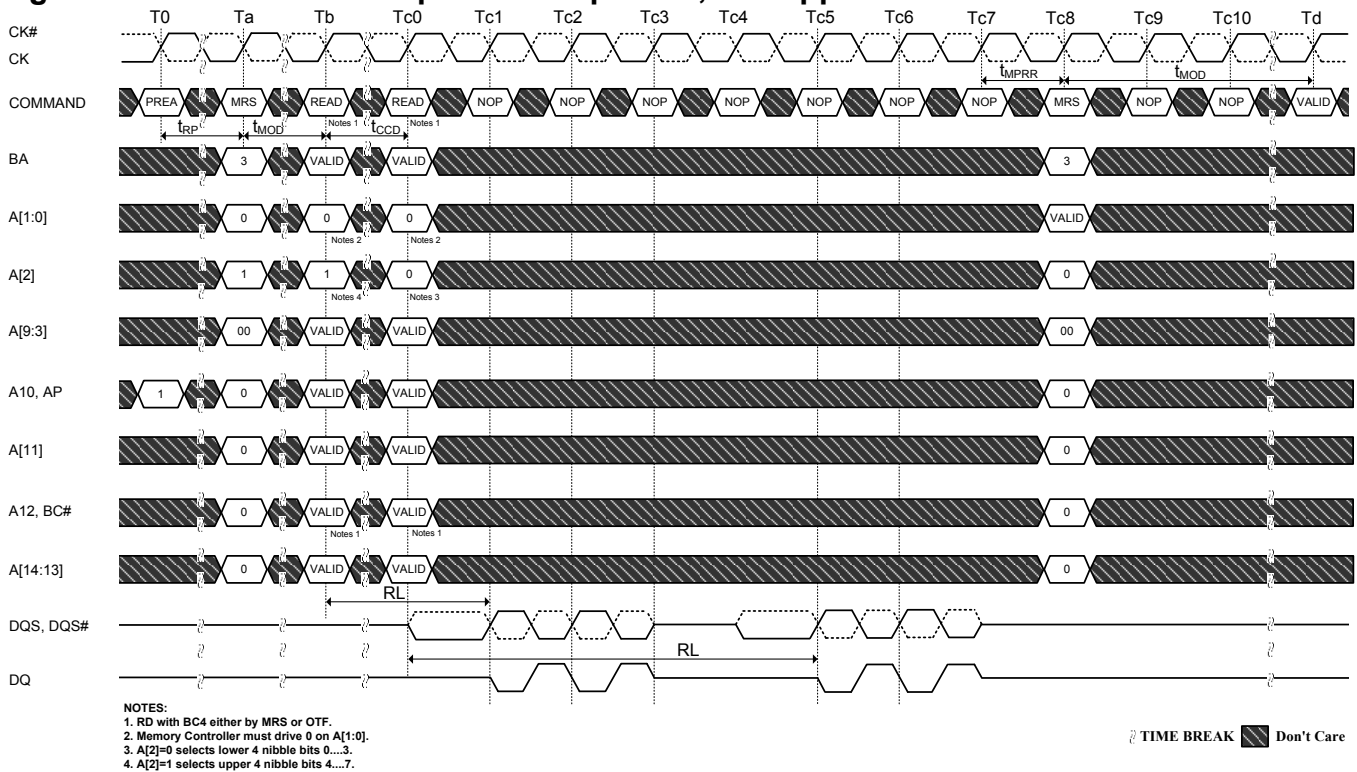 T0 Ta Tb Tc0 Tc1 Tc2 Tc3 Tc4 Tc5 Tc6 Tc7 Tc8 Tc9 Tc10 Td
CK#
CK
tMPRR tMOD
COMMAND PREA MRS READ READ NOP NOP NOP NOP NOP NOP NOP MRS NOP NOP VALID
Notes 1 Notes 1
tRP tMOD tCCD
BA 3 VALID VALID 3
A[1:0] 0 0 0 VALID
Notes 2 Notes 2
A[2] 1 1 0 0
Notes 4 Notes 3
A[9:3] 00 VALID VALID 00
A10, AP 1 0 VALID VALID 0
A[11] 0 VALID VALID 0
A12, BC# 0 VALID VALID 0
Notes 1 Notes 1
A[14:13] 0 VALID VALID 0
RL
DQS, DQS#
RL
DQ
NOTES:
1. RD with BC4 either by MRS or OTF.
2. Memory Controller must drive 0 on A[1:0].
3. A[2]=0 selects lower 4 nibble bits 0....3.
4. A[2]=1 selects upper 4 nibble bits 4....7.
TIME BREAK Don't Care